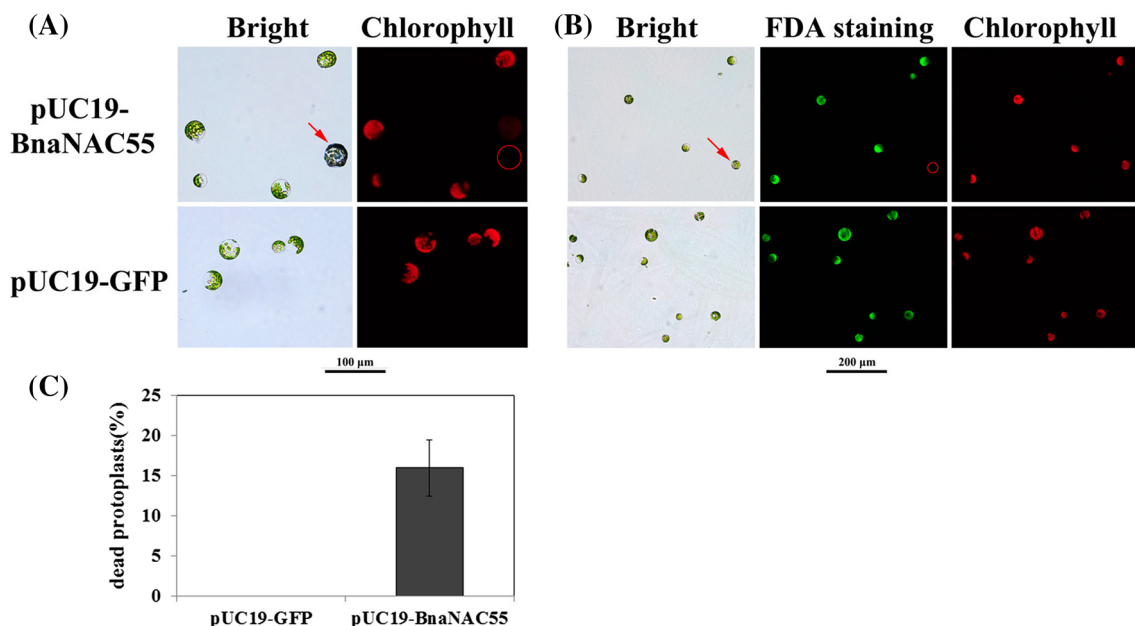 (A)
Bright Chlorophyll
pUC19-
BnaNAC55
pUC19-GFP
100 μm
(B)
Bright FDA staining Chlorophyll
200 μm
(C)
dead protoplasts(%)
25
20
15
10
5
0
pUC19-GFP pUC19-BnaNAC55